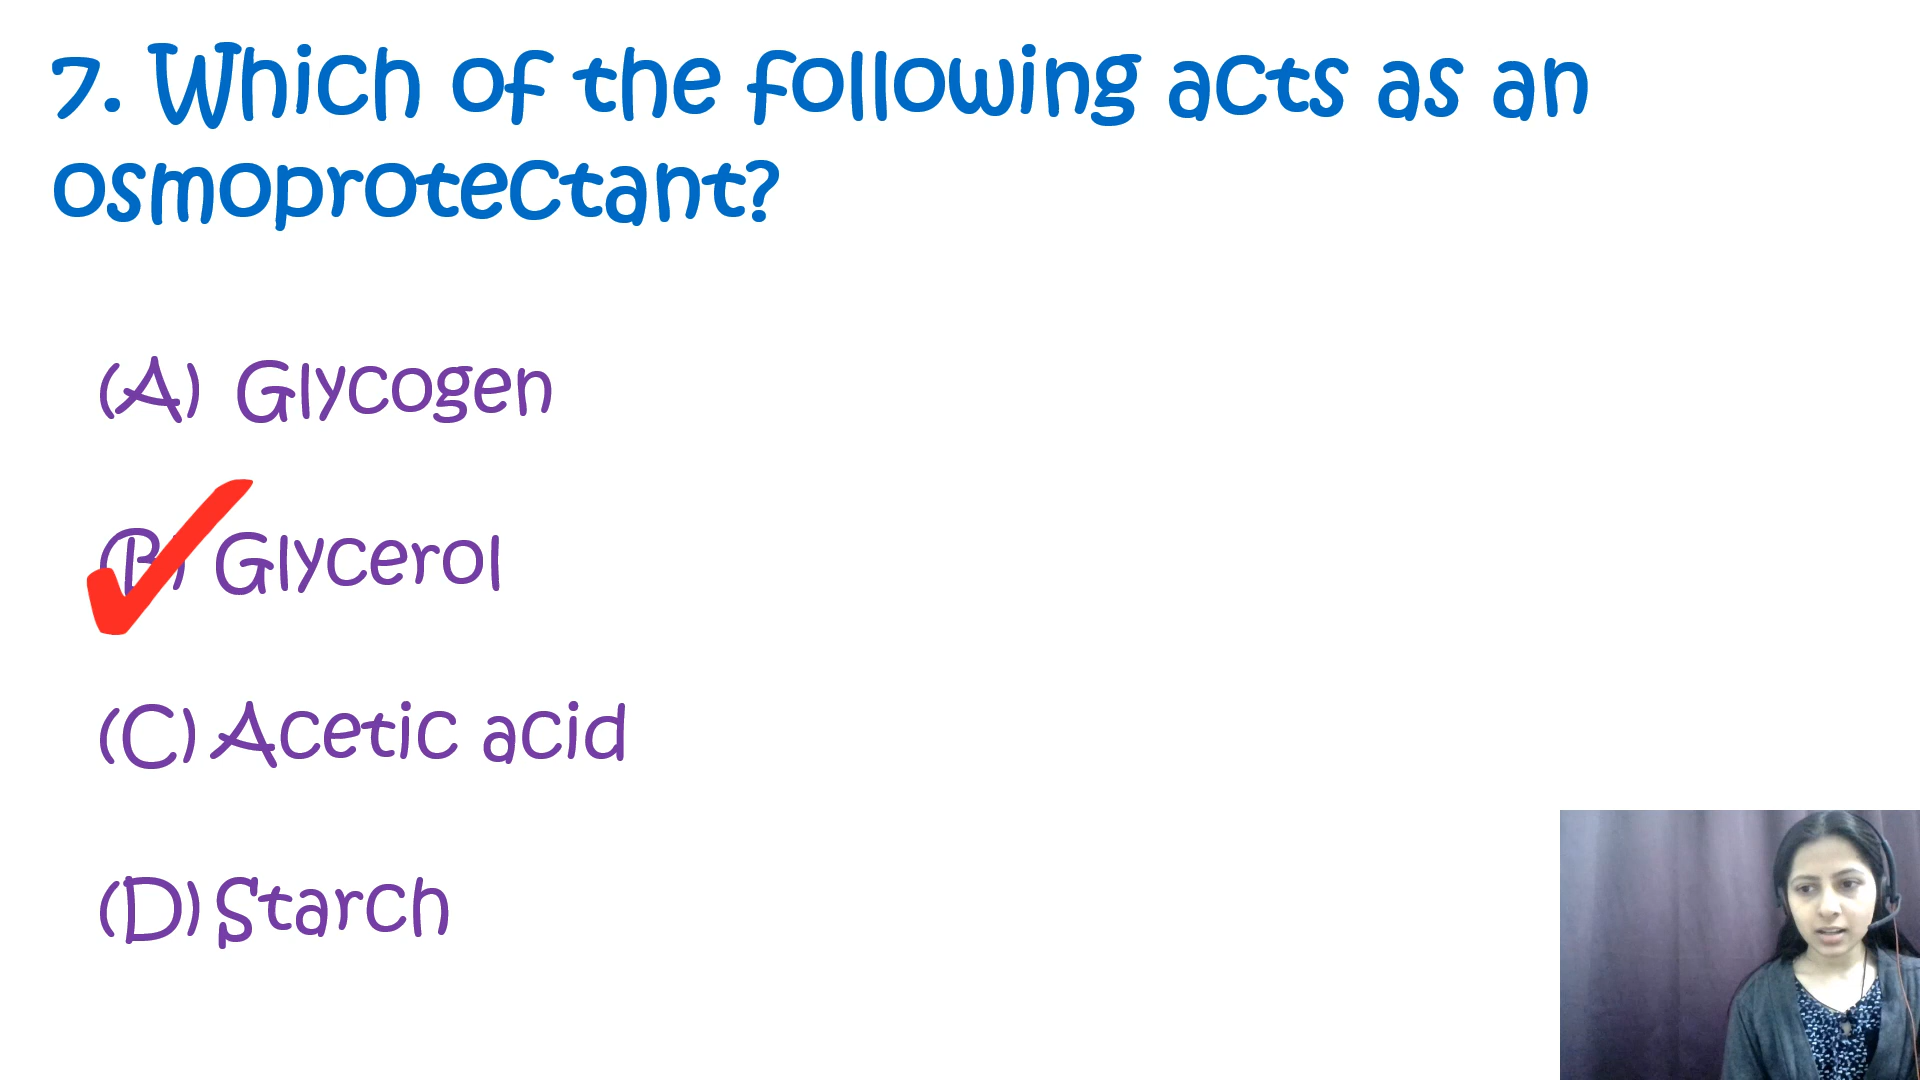 7. Which of the following acts as an
osmoprotectant?
(A) Glycogen
(B) Glycerol
(C) Acetic acid
(D) Starch